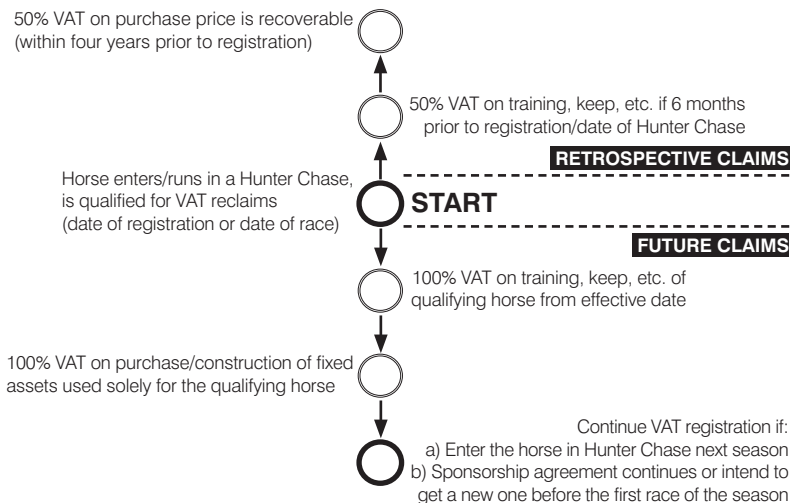 50% VAT on purchase price is recoverable
(within four years prior to registration)
50% VAT on training, keep, etc. if 6 months
prior to registration/date of Hunter Chase
RETROSPECTIVE CLAIMS
Horse enters/runs in a Hunter Chase,
is qualified for VAT reclaims
(date of registration or date of race)
START
FUTURE CLAIMS
100% VAT on training, keep, etc. of
qualifying horse from effective date
100% VAT on purchase/construction of fixed
assets used solely for the qualifying horse
Continue VAT registration if:
a) Enter the horse in Hunter Chase next season
b) Sponsorship agreement continues or intend to
get a new one before the first race of the season